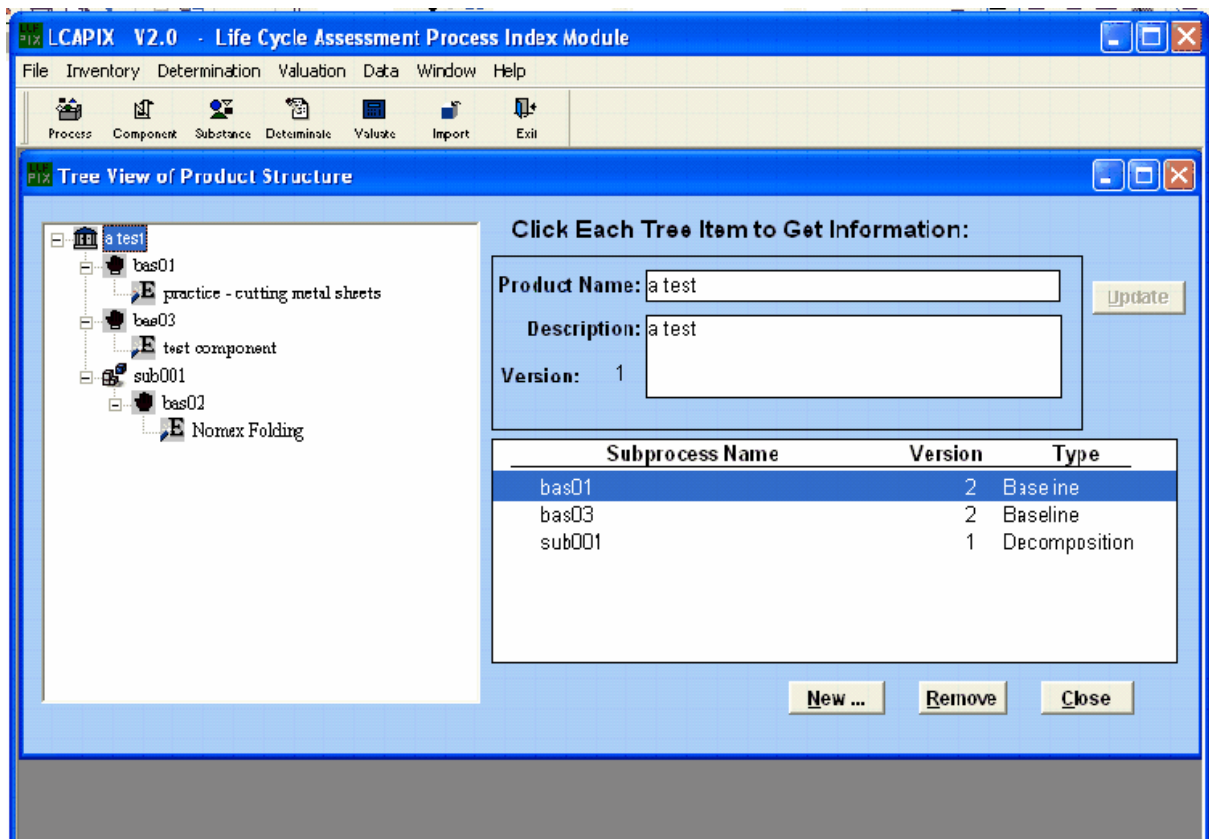 LCAPIX V2.0 - Life Cycle Assessment Process Index Module
File Inventory Determination Valuation Data Window Help
Process Component Substance Determinate Valuate Import Exit
Tree View of Product Structure
a test
bas01
practice - cutting metal sheets
bas03
test component
sub001
bas02
Nomex Folding
Click Each Tree Item to Get Information:
Product Name: a test
Update
Description: a test
Version: 1
Subprocess Name Version Type
bas01 2 Baseline
bas03 2 Baseline
sub001 1 Decomposition
New ... Remove Close